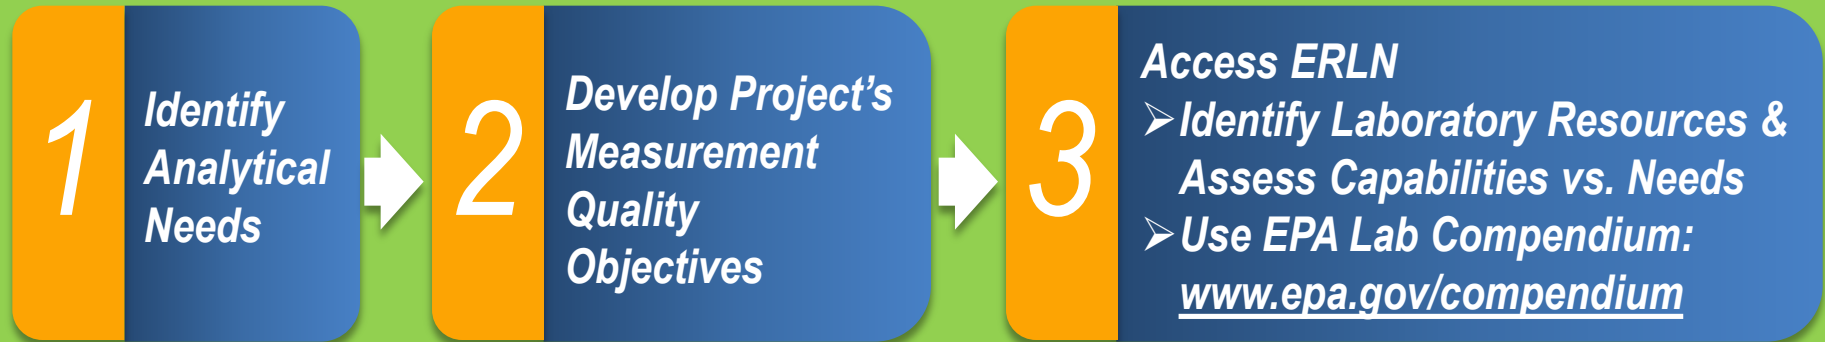 1
Identify
Analytical
Needs
2
Develop Project's
Measurement
Quality
Objectives
3
Access ERLN
➢Identify Laboratory Resources &
Assess Capabilities vs. Needs
➢Use EPA Lab Compendium:
www.epa.gov/compendium